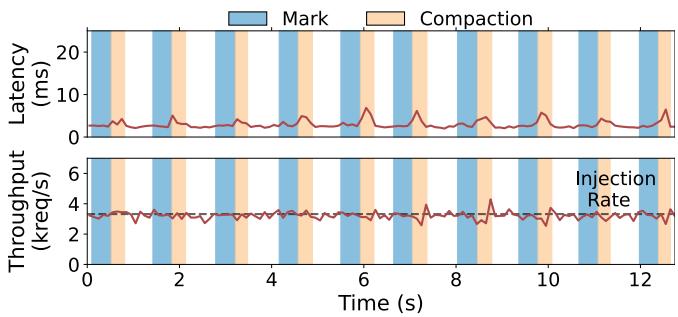 Mark Compaction
Latency
(ms)
20
10
0
Throughput
(kreq/s)
6
4
2
0
Injection
Rate
0 2 4 6 8 10 12
Time (s)